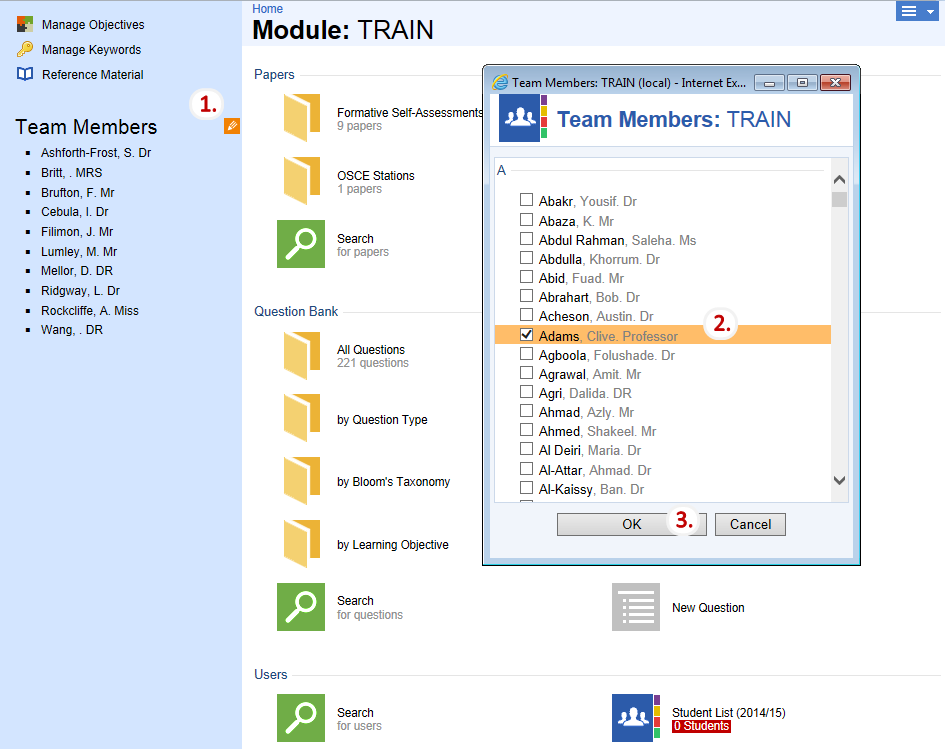 Manage Objectives
Manage Keywords
Reference Material
1.
Team Members
Ashforth-Frost, S. Dr
Britt, . MRS
Brufton, F. Mr
Cebula, I. Dr
Filimon, J. Mr
Lumley, M. Mr
Mellor, D. DR
Ridgway, L. Dr
Rockcliffe, A. Miss
Wang, . DR
Home
Module: TRAIN
Papers
Formative Self-Assessments
9 papers
OSCE Stations
1 papers
Search
for papers
Question Bank
All Questions
221 questions
by Question Type
by Bloom's Taxonomy
by Learning Objective
Search
for questions
New Question
Users
Search
for users
Student List (2014/15)
0 Students
Team Members: TRAIN (local) - Internet Ex...
Team Members: TRAIN
A
Abakr, Yousif. Dr
Abaza, K. Mr
Abdul Rahman, Saleha. Ms
Abdulla, Khorrum. Dr
Abid, Fuad. Mr
Abrahart, Bob. Dr
Acheson, Austin. Dr
2.
Adams, Clive. Professor
Agboola, Folushade. Dr
Agrawal, Amit. Mr
Agri, Dalida. DR
Ahmad, Azly. Mr
Ahmed, Shakeel. Mr
Al Deiri, Maria. Dr
Al-Attar, Ahmad. Dr
Al-Kaissy, Ban. Dr
OK
3.
Cancel